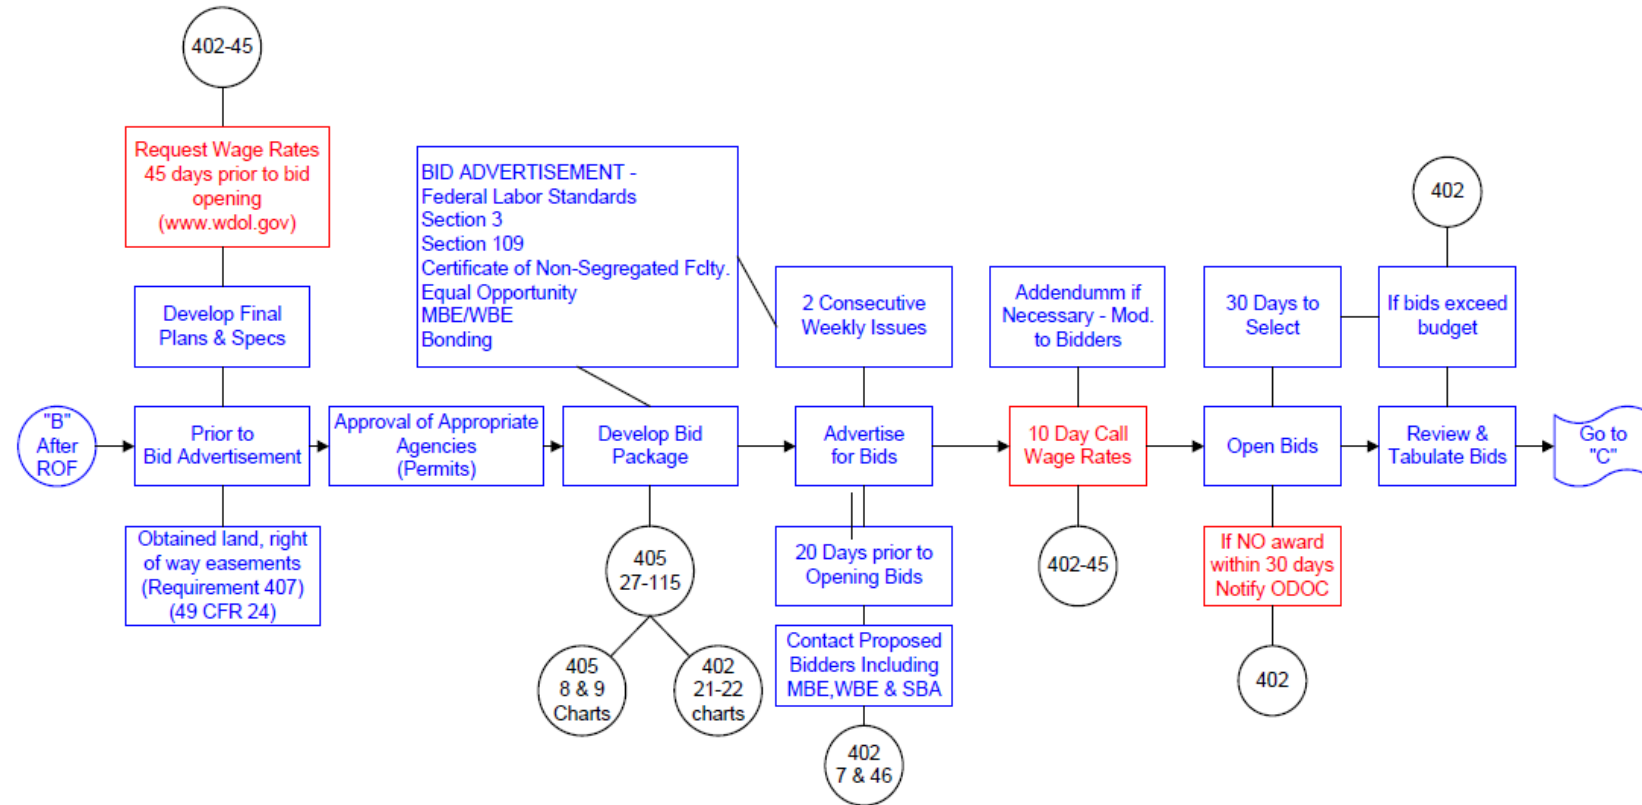 402-45
Request Wage Rates
45 days prior to bid
opening
(www.wdol.gov)
Develop Final
Plans & Specs
"B"
After
ROF
Prior to
Bid Advertisement
Obtained land, right
of way easements
(Requirement 407)
(49 CFR 24)
Approval of Appropriate
Agencies
(Permits)
BID ADVERTISEMENT -
Federal Labor Standards
Section 3
Section 109
Certificate of Non-Segregated Fclty.
Equal Opportunity
MBE/WBE
Bonding
Develop Bid
Package
405
27-115
405
8 & 9
Charts
402
21-22
charts
2 Consecutive
Weekly Issues
Advertise
for Bids
20 Days prior to
Opening Bids
Contact Proposed
Bidders Including
MBE,WBE & SBA
402
7 & 46
Addendumm if
Necessary - Mod.
to Bidders
10 Day Call
Wage Rates
402-45
30 Days to
Select
Open Bids
If NO award
within 30 days
Notify ODOC
402
402
If bids exceed
budget
Review &
Tabulate Bids
Go to
"C"